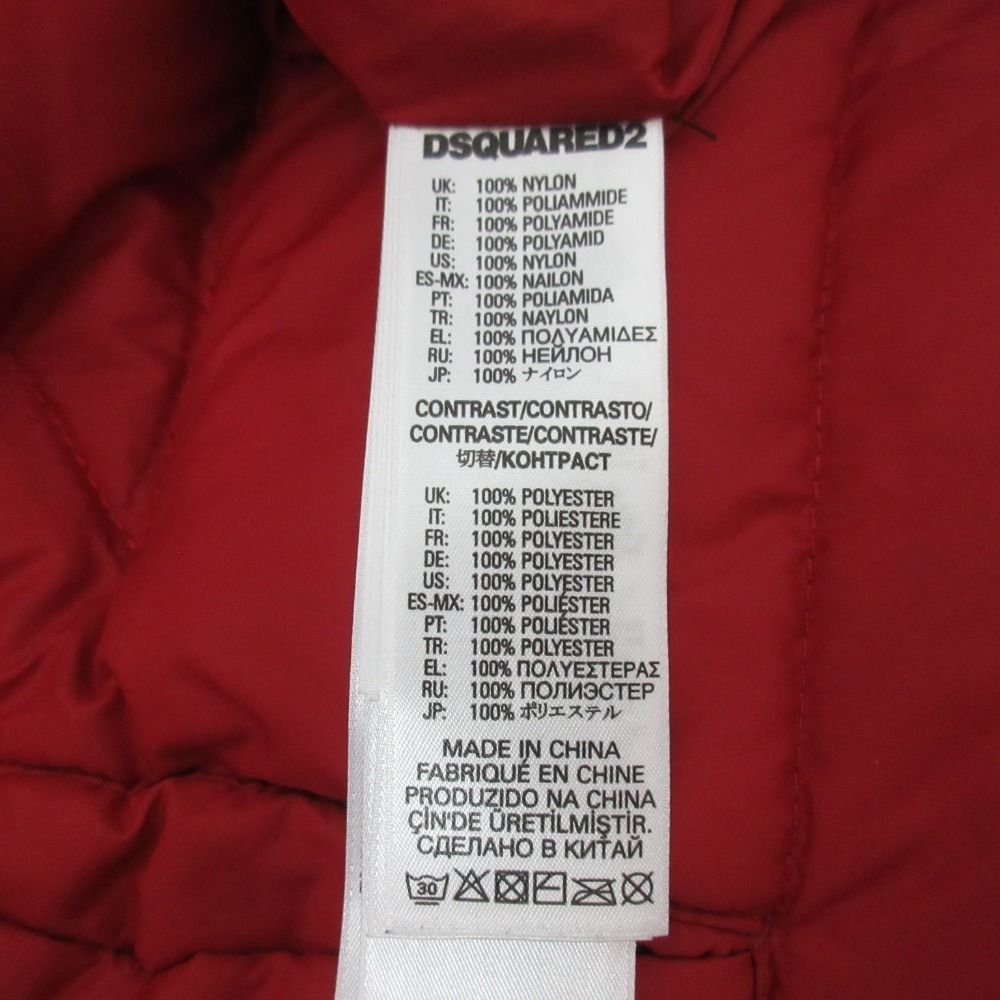 DSQUARED2
UK: 100% NYLON
IT: 100% POLIAMMIDE
FR: 100% POLYAMIDE
DE: 100% POLYAMID
US: 100% NYLON
ES-MX: 100% NAILON
PT: 100% POLIAMIDA
TR: 100% NAYLON
EL: 100% ΠΟΛΥΑΜΙΔΕΣ
RU: 100% НЕЙЛОН
JP: 100% ナイロン
CONTRAST/CONTRASTO/
CONTRASTE/CONTRASTE/
切替/КОНТРАСТ
UK: 100% POLYESTER
IT: 100% POLIESTERE
FR: 100% POLYESTER
DE: 100% POLYESTER
US: 100% POLYESTER
ES-MX: 100% POLIÉSTER
PT: 100% POLIÉSTER
TR: 100% POLYESTER
EL: 100% ΠΟΛΥΕΣΤΕΡΑΣ
RU: 100% ПОЛИЭСТЕР
JP: 100% ポリエステル
MADE IN CHINA
FABRIQUÉ EN CHINE
PRODUZIDO NA CHINA
ÇİN'DE ÜRETİLMİŞTİR.
СДЕЛАНО В КИТАЙ
30